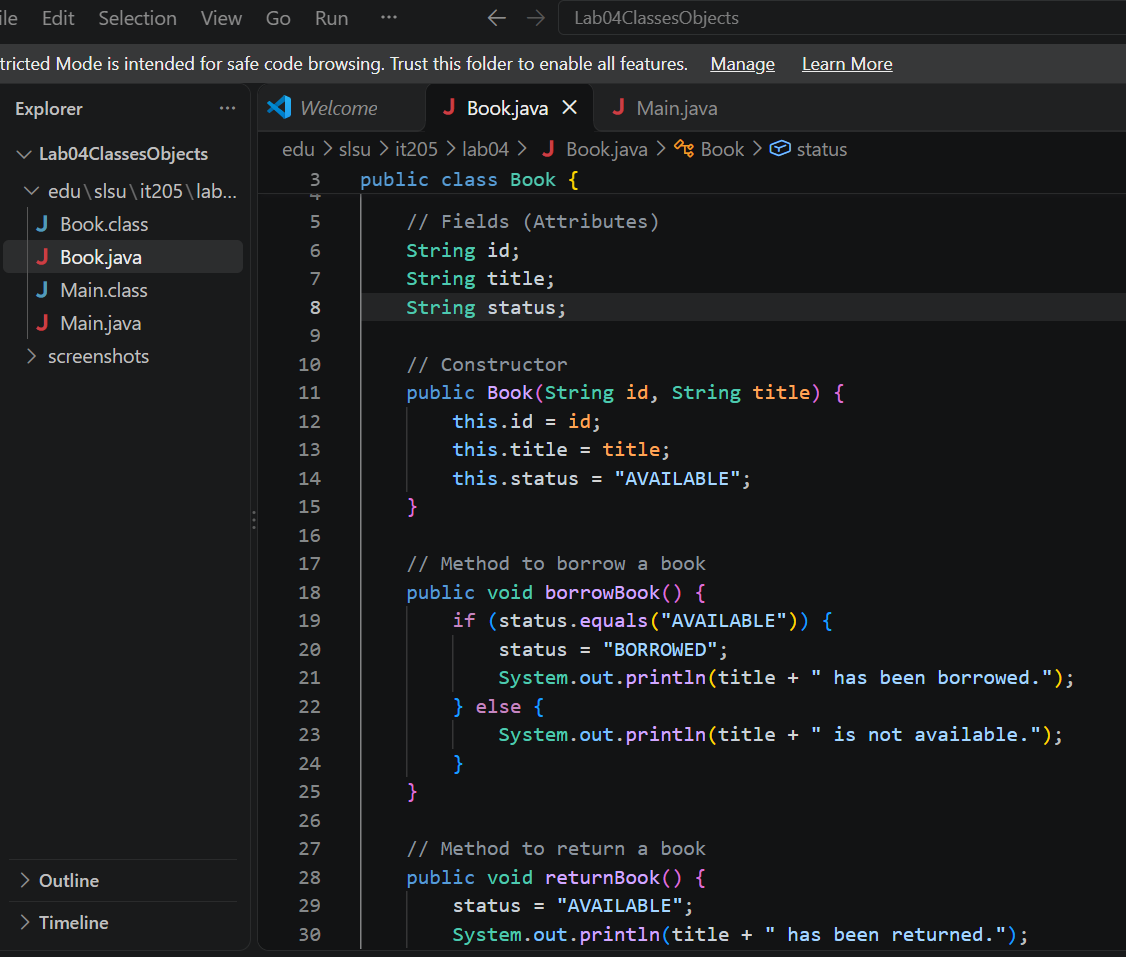 ile Edit Selection View Go Run ··· ← → Lab04ClassesObjects
tricted Mode is intended for safe code browsing. Trust this folder to enable all features. Manage Learn More
Explorer ···
Lab04ClassesObjects
edu\slsu\it205\lab...
Book.class
Book.java
Main.class
Main.java
screenshots
Outline
Timeline
Welcome Book.java × Main.java
edu > slsu > it205 > lab04 > J Book.java > Book > status
3 public class Book {
4
5     // Fields (Attributes)
6     String id;
7     String title;
8     String status;
9
10     // Constructor
11     public Book(String id, String title) {
12         this.id = id;
13         this.title = title;
14         this.status = "AVAILABLE";
15     }
16
17     // Method to borrow a book
18     public void borrowBook() {
19         if (status.equals("AVAILABLE")) {
20             status = "BORROWED";
21             System.out.println(title + " has been borrowed.");
22         } else {
23             System.out.println(title + " is not available.");
24         }
25     }
26
27     // Method to return a book
28     public void returnBook() {
29         status = "AVAILABLE";
30         System.out.println(title + " has been returned.");